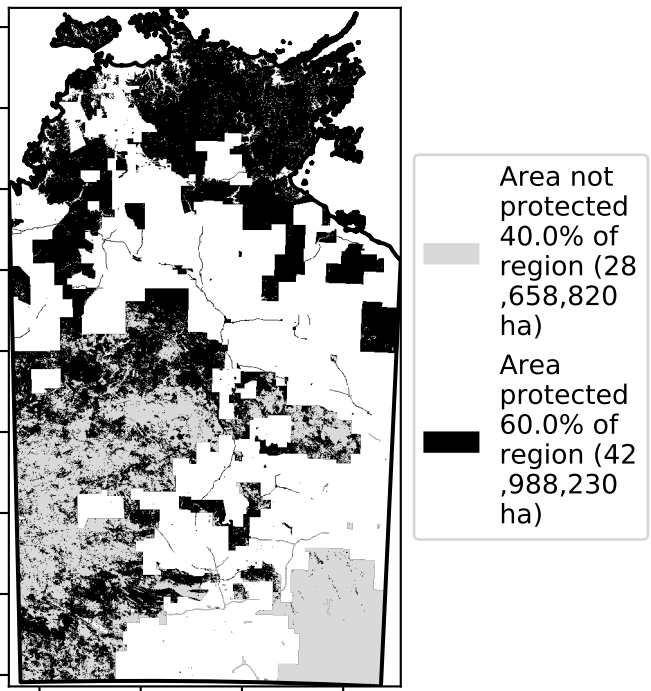 Area not
protected
40.0% of
region (28
,658,820
ha)
Area
protected
60.0% of
region (42
,988,230
ha)